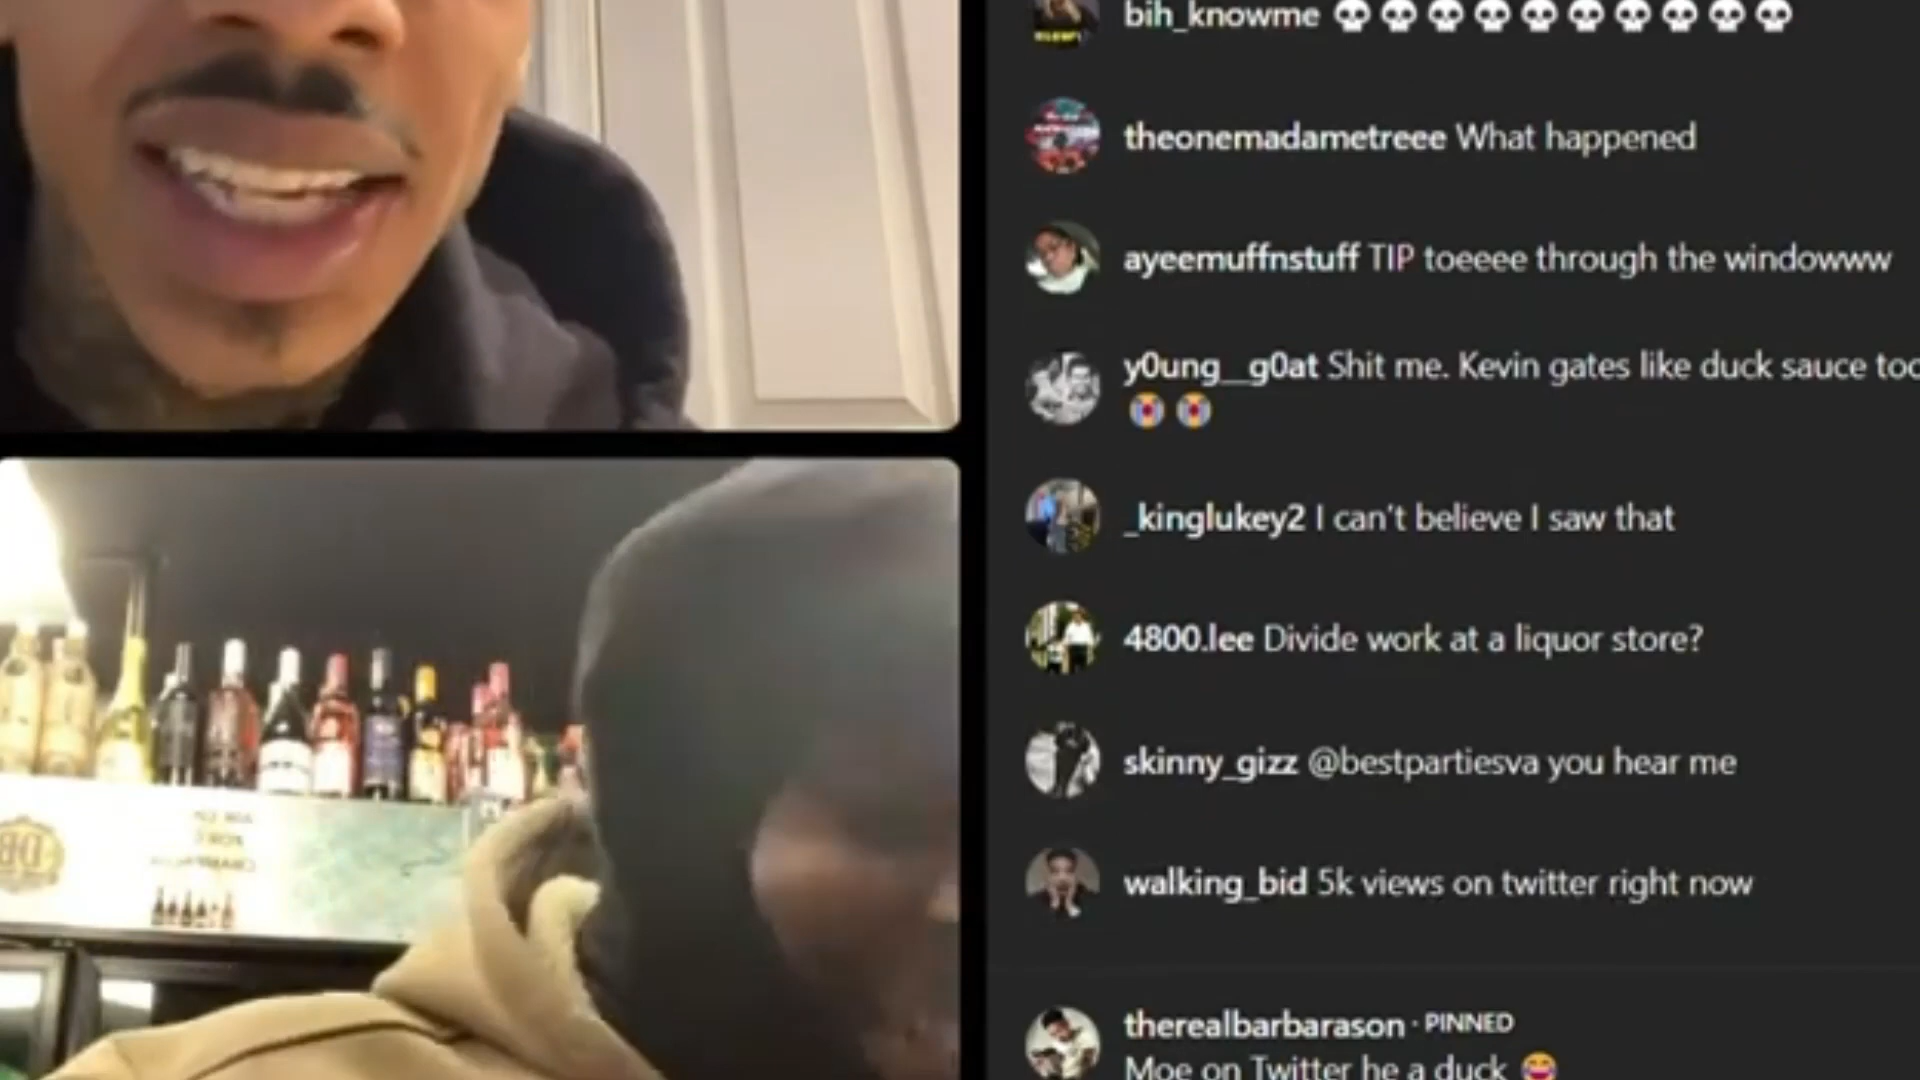 bih_knowme 💀💀💀💀💀💀💀💀💀💀
theonemadametreee What happened
ayeemuffnstuff TIP toeeee through the windowww
y0ung__g0at Shit me. Kevin gates like duck sauce too
😭😭
_kinglukey2 I can't believe I saw that
4800.lee Divide work at a liquor store?
skinny_gizz @bestpartiesva you hear me
walking_bid 5k views on twitter right now
therealbarbarason · PINNED
Moe on Twitter he a duck 😂